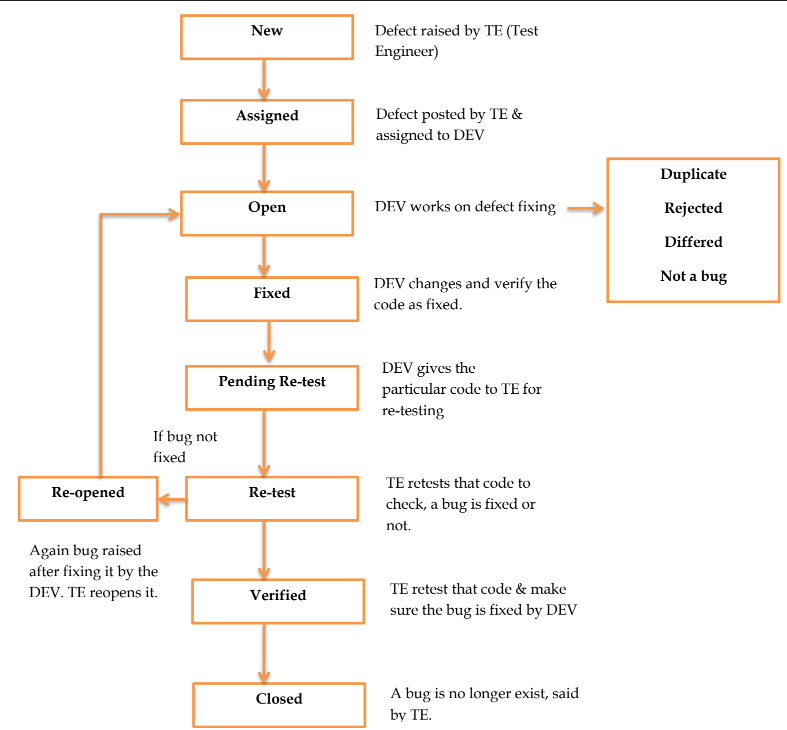 New
Defect raised by TE (Test
Engineer)
Assigned
Defect posted by TE &
assigned to DEV
Duplicate
Rejected
Differed
Not a bug
Open
DEV works on defect fixing
Fixed
DEV changes and verify the
code as fixed.
Pending Re-test
DEV gives the
particular code to TE for
re-testing
If bug not
fixed
Re-opened
Re-test
TE retests that code to
check, a bug is fixed or
not.
Again bug raised
after fixing it by the
DEV. TE reopens it.
Verified
TE retest that code & make
sure the bug is fixed by DEV
Closed
A bug is no longer exist, said
by TE.